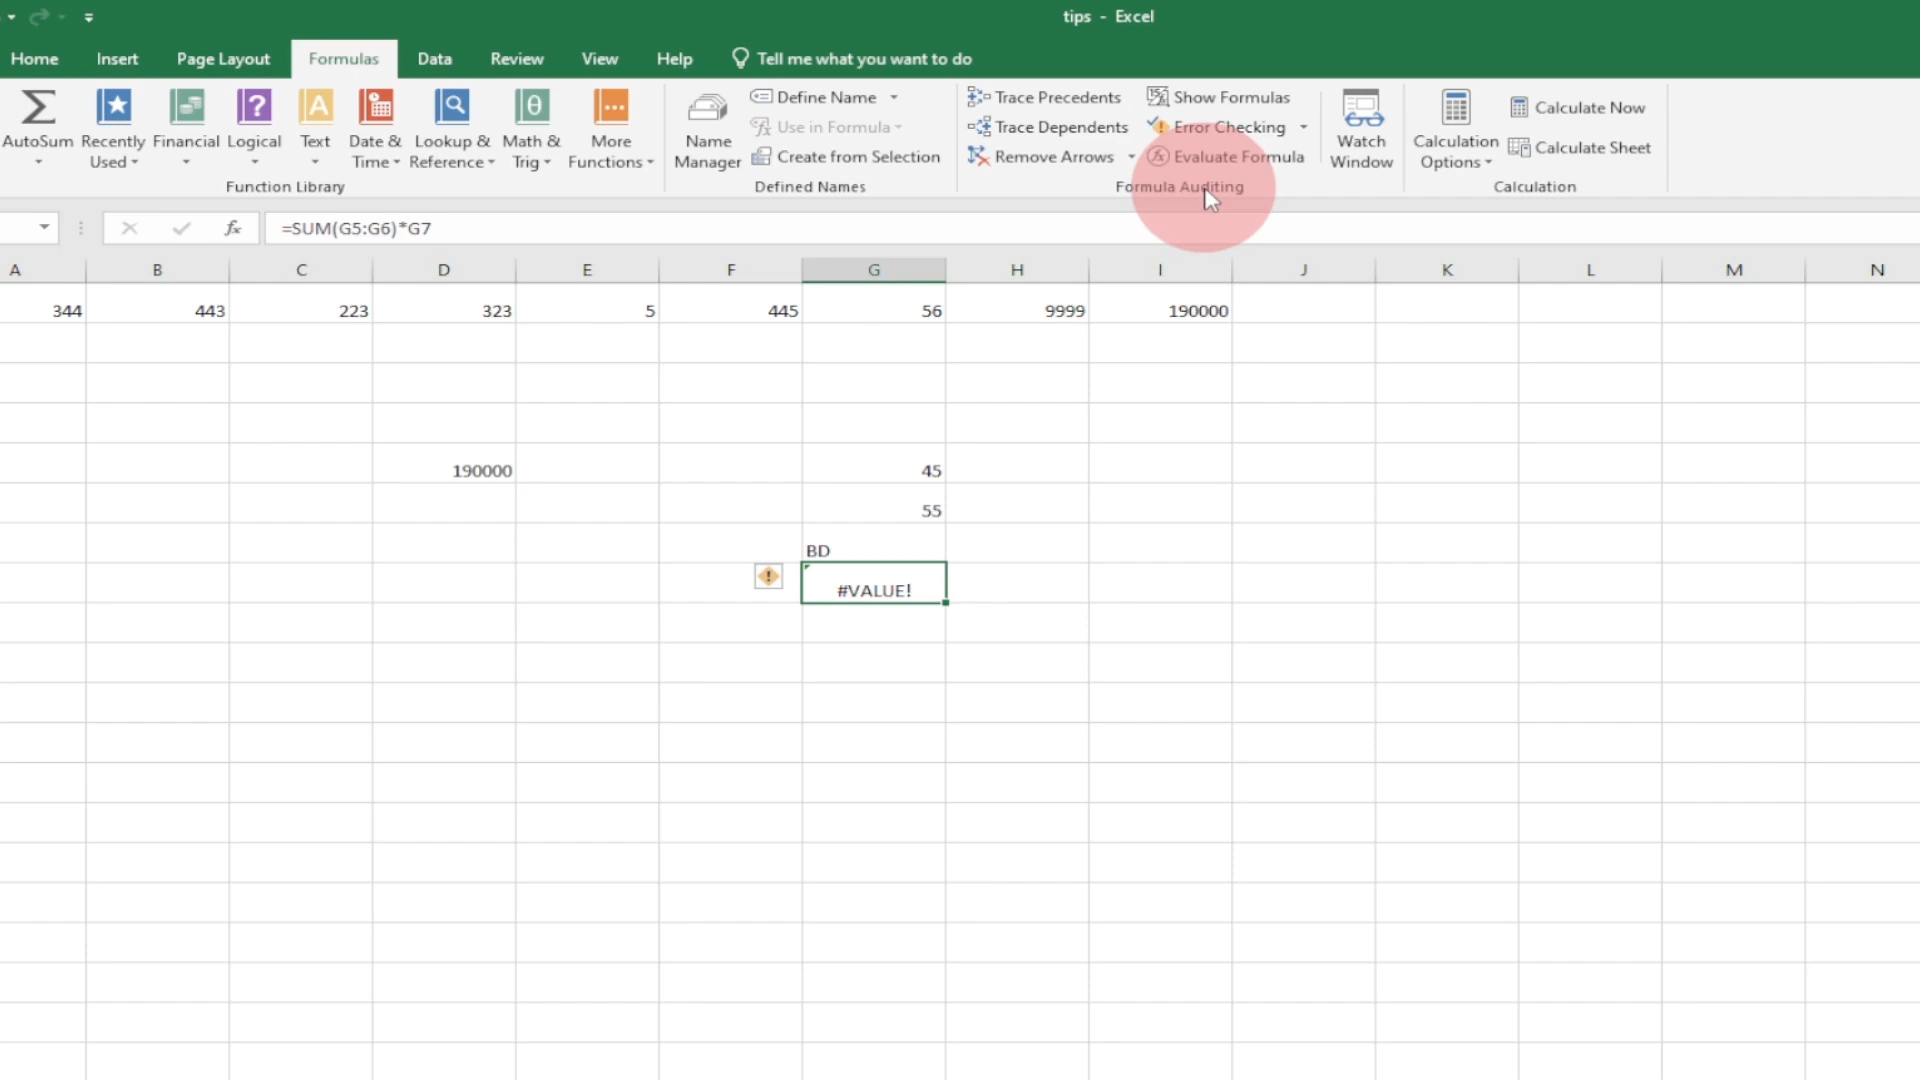 tips - Excel
Home Insert Page Layout Formulas Data Review View Help Tell me what you want to do
AutoSum Recently Used Financial Logical Text Date & Time Lookup & Reference Math & Trig More Functions
Function Library
Name Manager
Define Name
Use in Formula
Create from Selection
Defined Names
Trace Precedents
Trace Dependents
Remove Arrows
Show Formulas
Error Checking
Evaluate Formula
Formula Auditing
Watch Window
Calculation Options
Calculate Now
Calculate Sheet
Calculation
fx =SUM(G5:G6)*G7
A B C D E F G H I J K L M N
344 443 223 323 5 445 56 9999 190000
190000 45
55
BD
#VALUE!